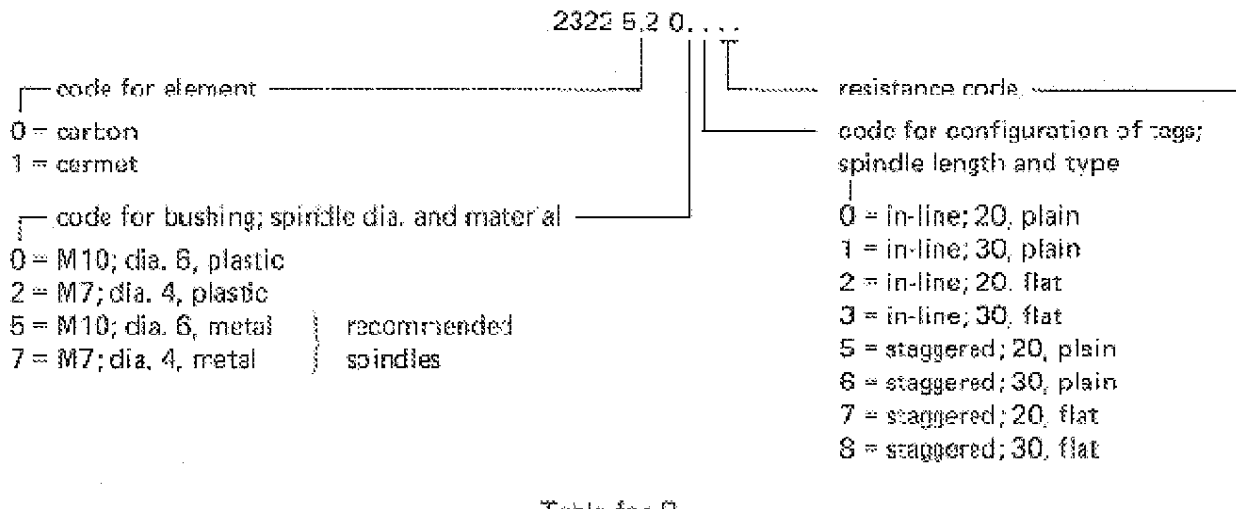 2322 5.2 0. . . .
code for element
0 = carbon
1 = cermet
code for bushing; spindle dia. and material
0 = M10; dia. 6, plastic
2 = M7; dia. 4, plastic
5 = M10; dia. 6, metal
7 = M7; dia. 4, metal
recommended
spindles
resistance code
code for configuration of tags;
spindle length and type
0 = in-line; 20, plain
1 = in-line; 30, plain
2 = in-line; 20. flat
3 = in-line; 30, flat
5 = staggered; 20, plain
6 = staggered; 30, plain
7 = staggered; 20, flat
8 = staggered; 30, flat